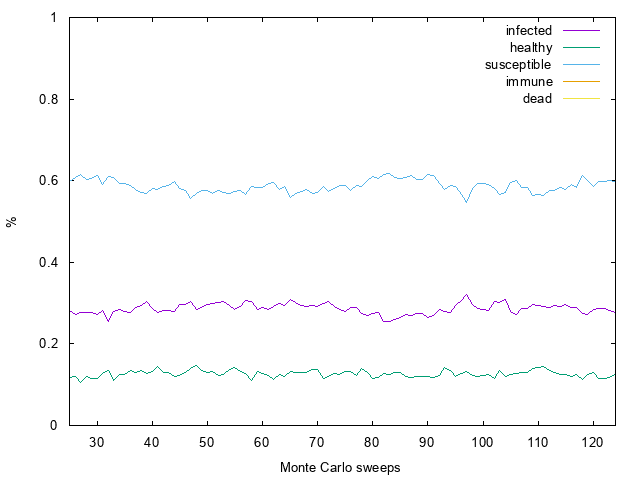 1
infected
healthy
susceptible
immune
dead
0.8
0.6
%
0.4
0.2
0
30 40 50 60 70 80 90 100 110 120
Monte Carlo sweeps